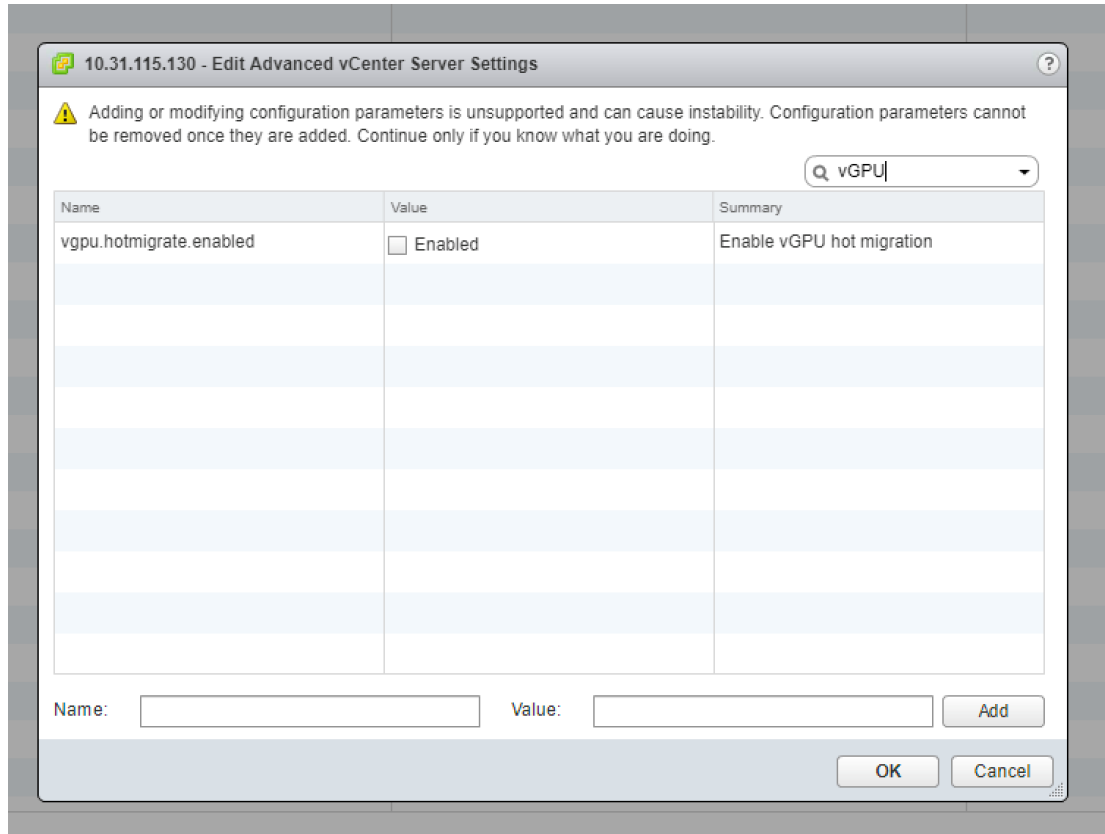 10.31.115.130 - Edit Advanced vCenter Server Settings
?
Adding or modifying configuration parameters is unsupported and can cause instability. Configuration parameters cannot
be removed once they are added. Continue only if you know what you are doing.
vGPU
Name Value Summary
vgpu.hotmigrate.enabled Enabled Enable vGPU hot migration
Name: Value: Add
OK Cancel